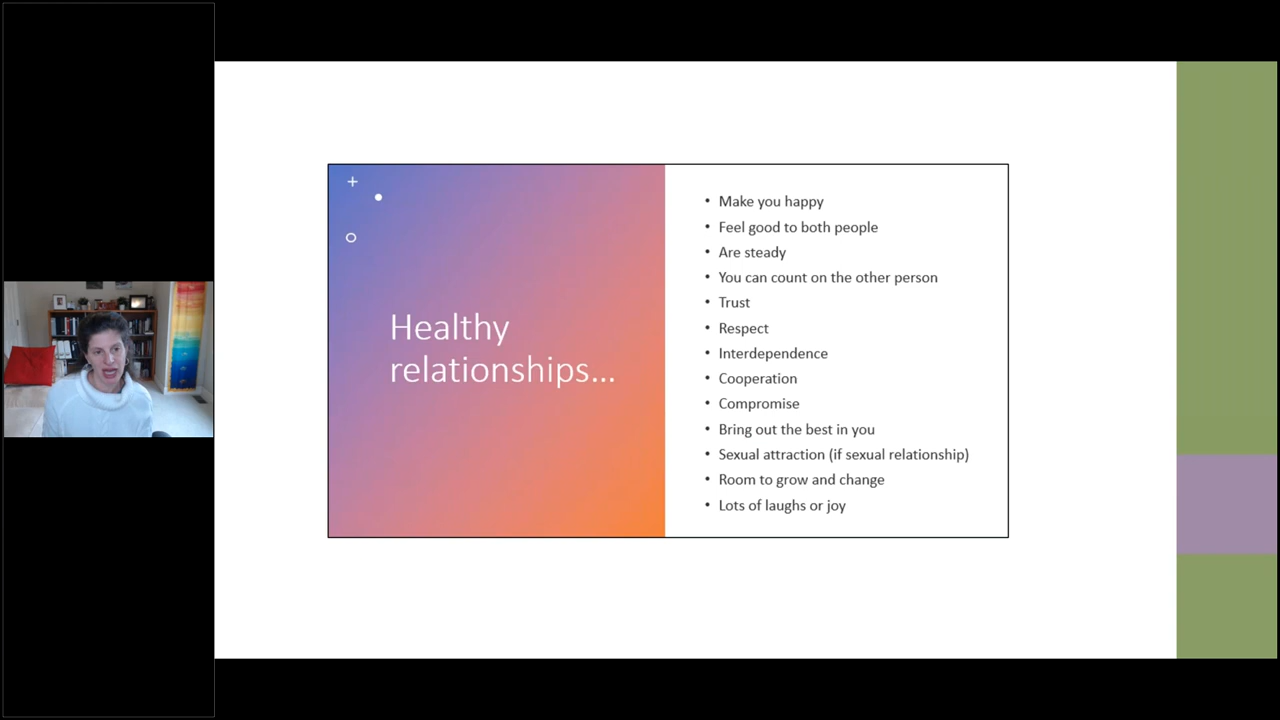 Healthy
relationships...
• Make you happy
• Feel good to both people
• Are steady
• You can count on the other person
• Trust
• Respect
• Interdependence
• Cooperation
• Compromise
• Bring out the best in you
• Sexual attraction (if sexual relationship)
• Room to grow and change
• Lots of laughs or joy